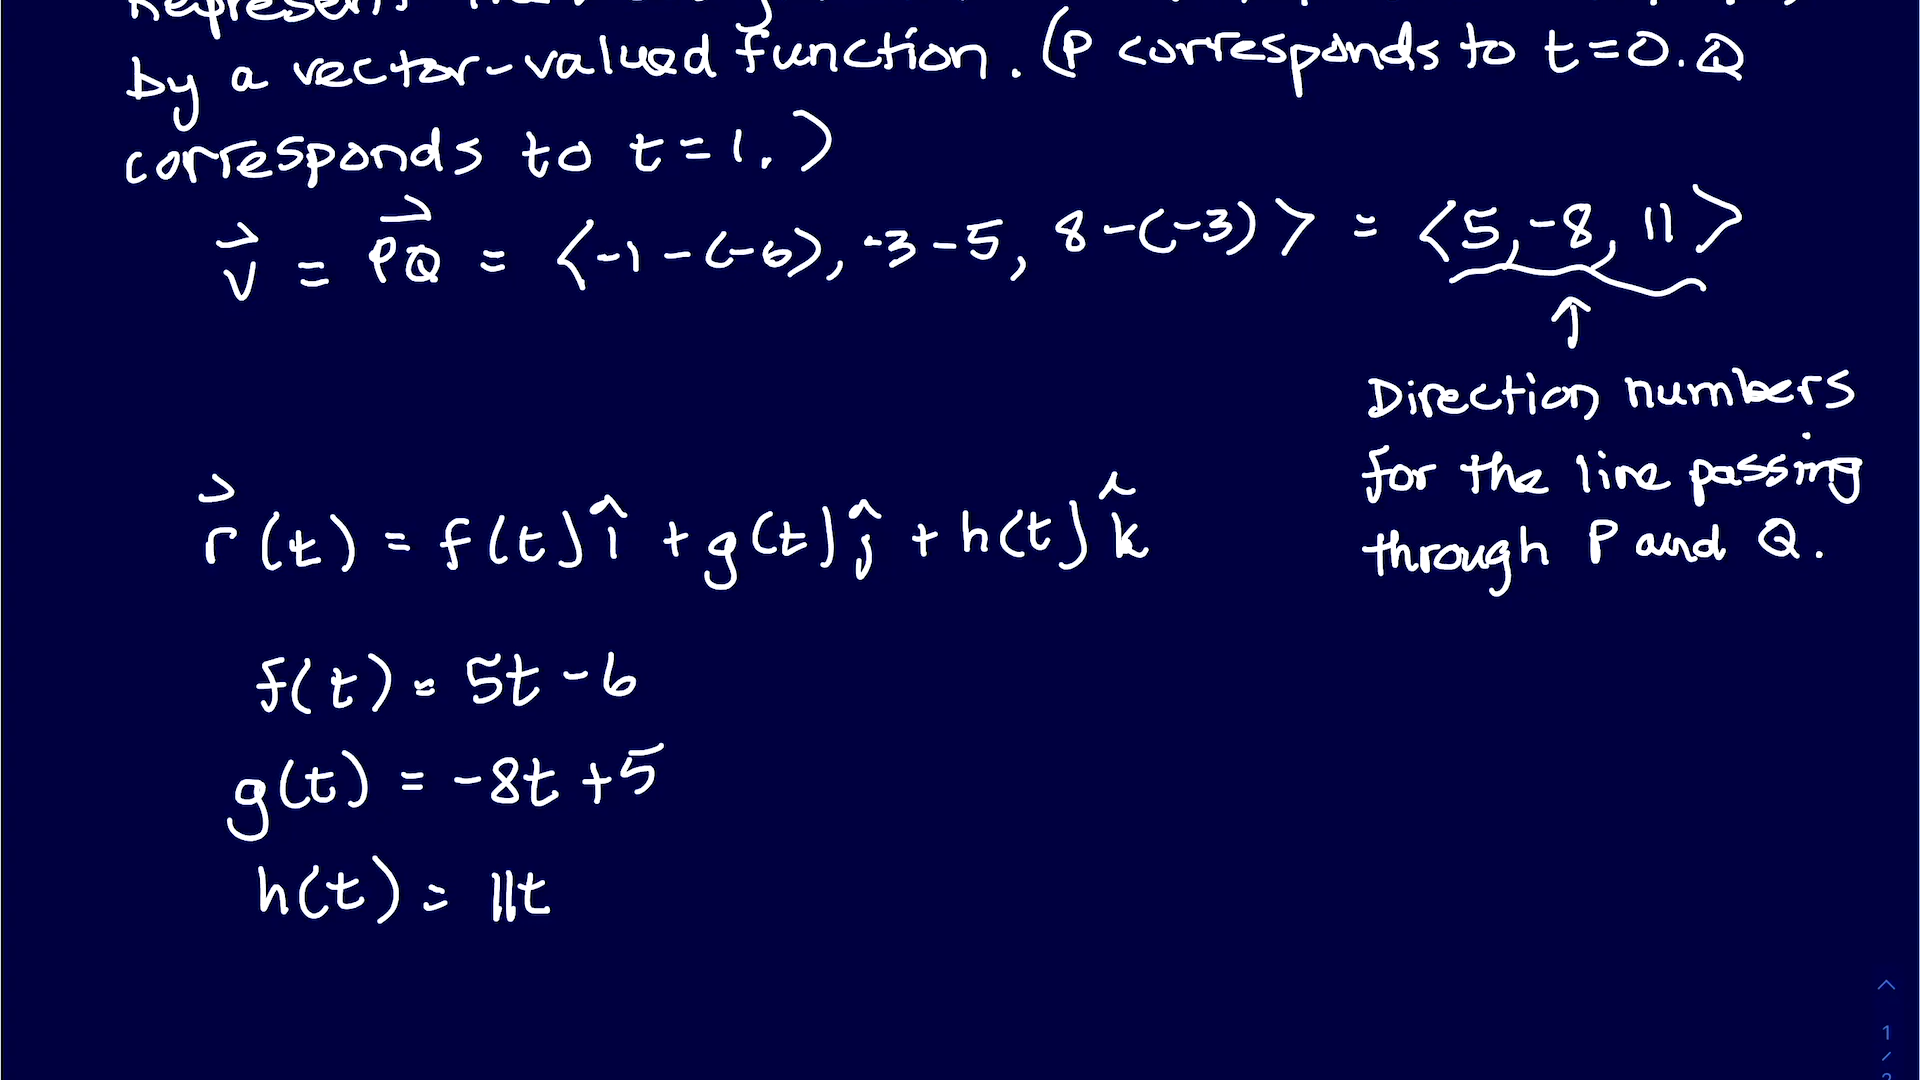 by a vector-valued function. (P corresponds to t=0. Q
corresponds to t=1.)
v⃗ = PQ⃗ = ⟨-1-(-6), -3-5, 8-(-3)⟩ = ⟨5,-8, 11⟩
↑
Direction numbers
for the line passing
through P and Q.
r⃗(t) = f(t)î + g(t)ĵ + h(t)k̂
f(t) = 5t-6
g(t) = -8t+5
h(t) = 11t
1
/